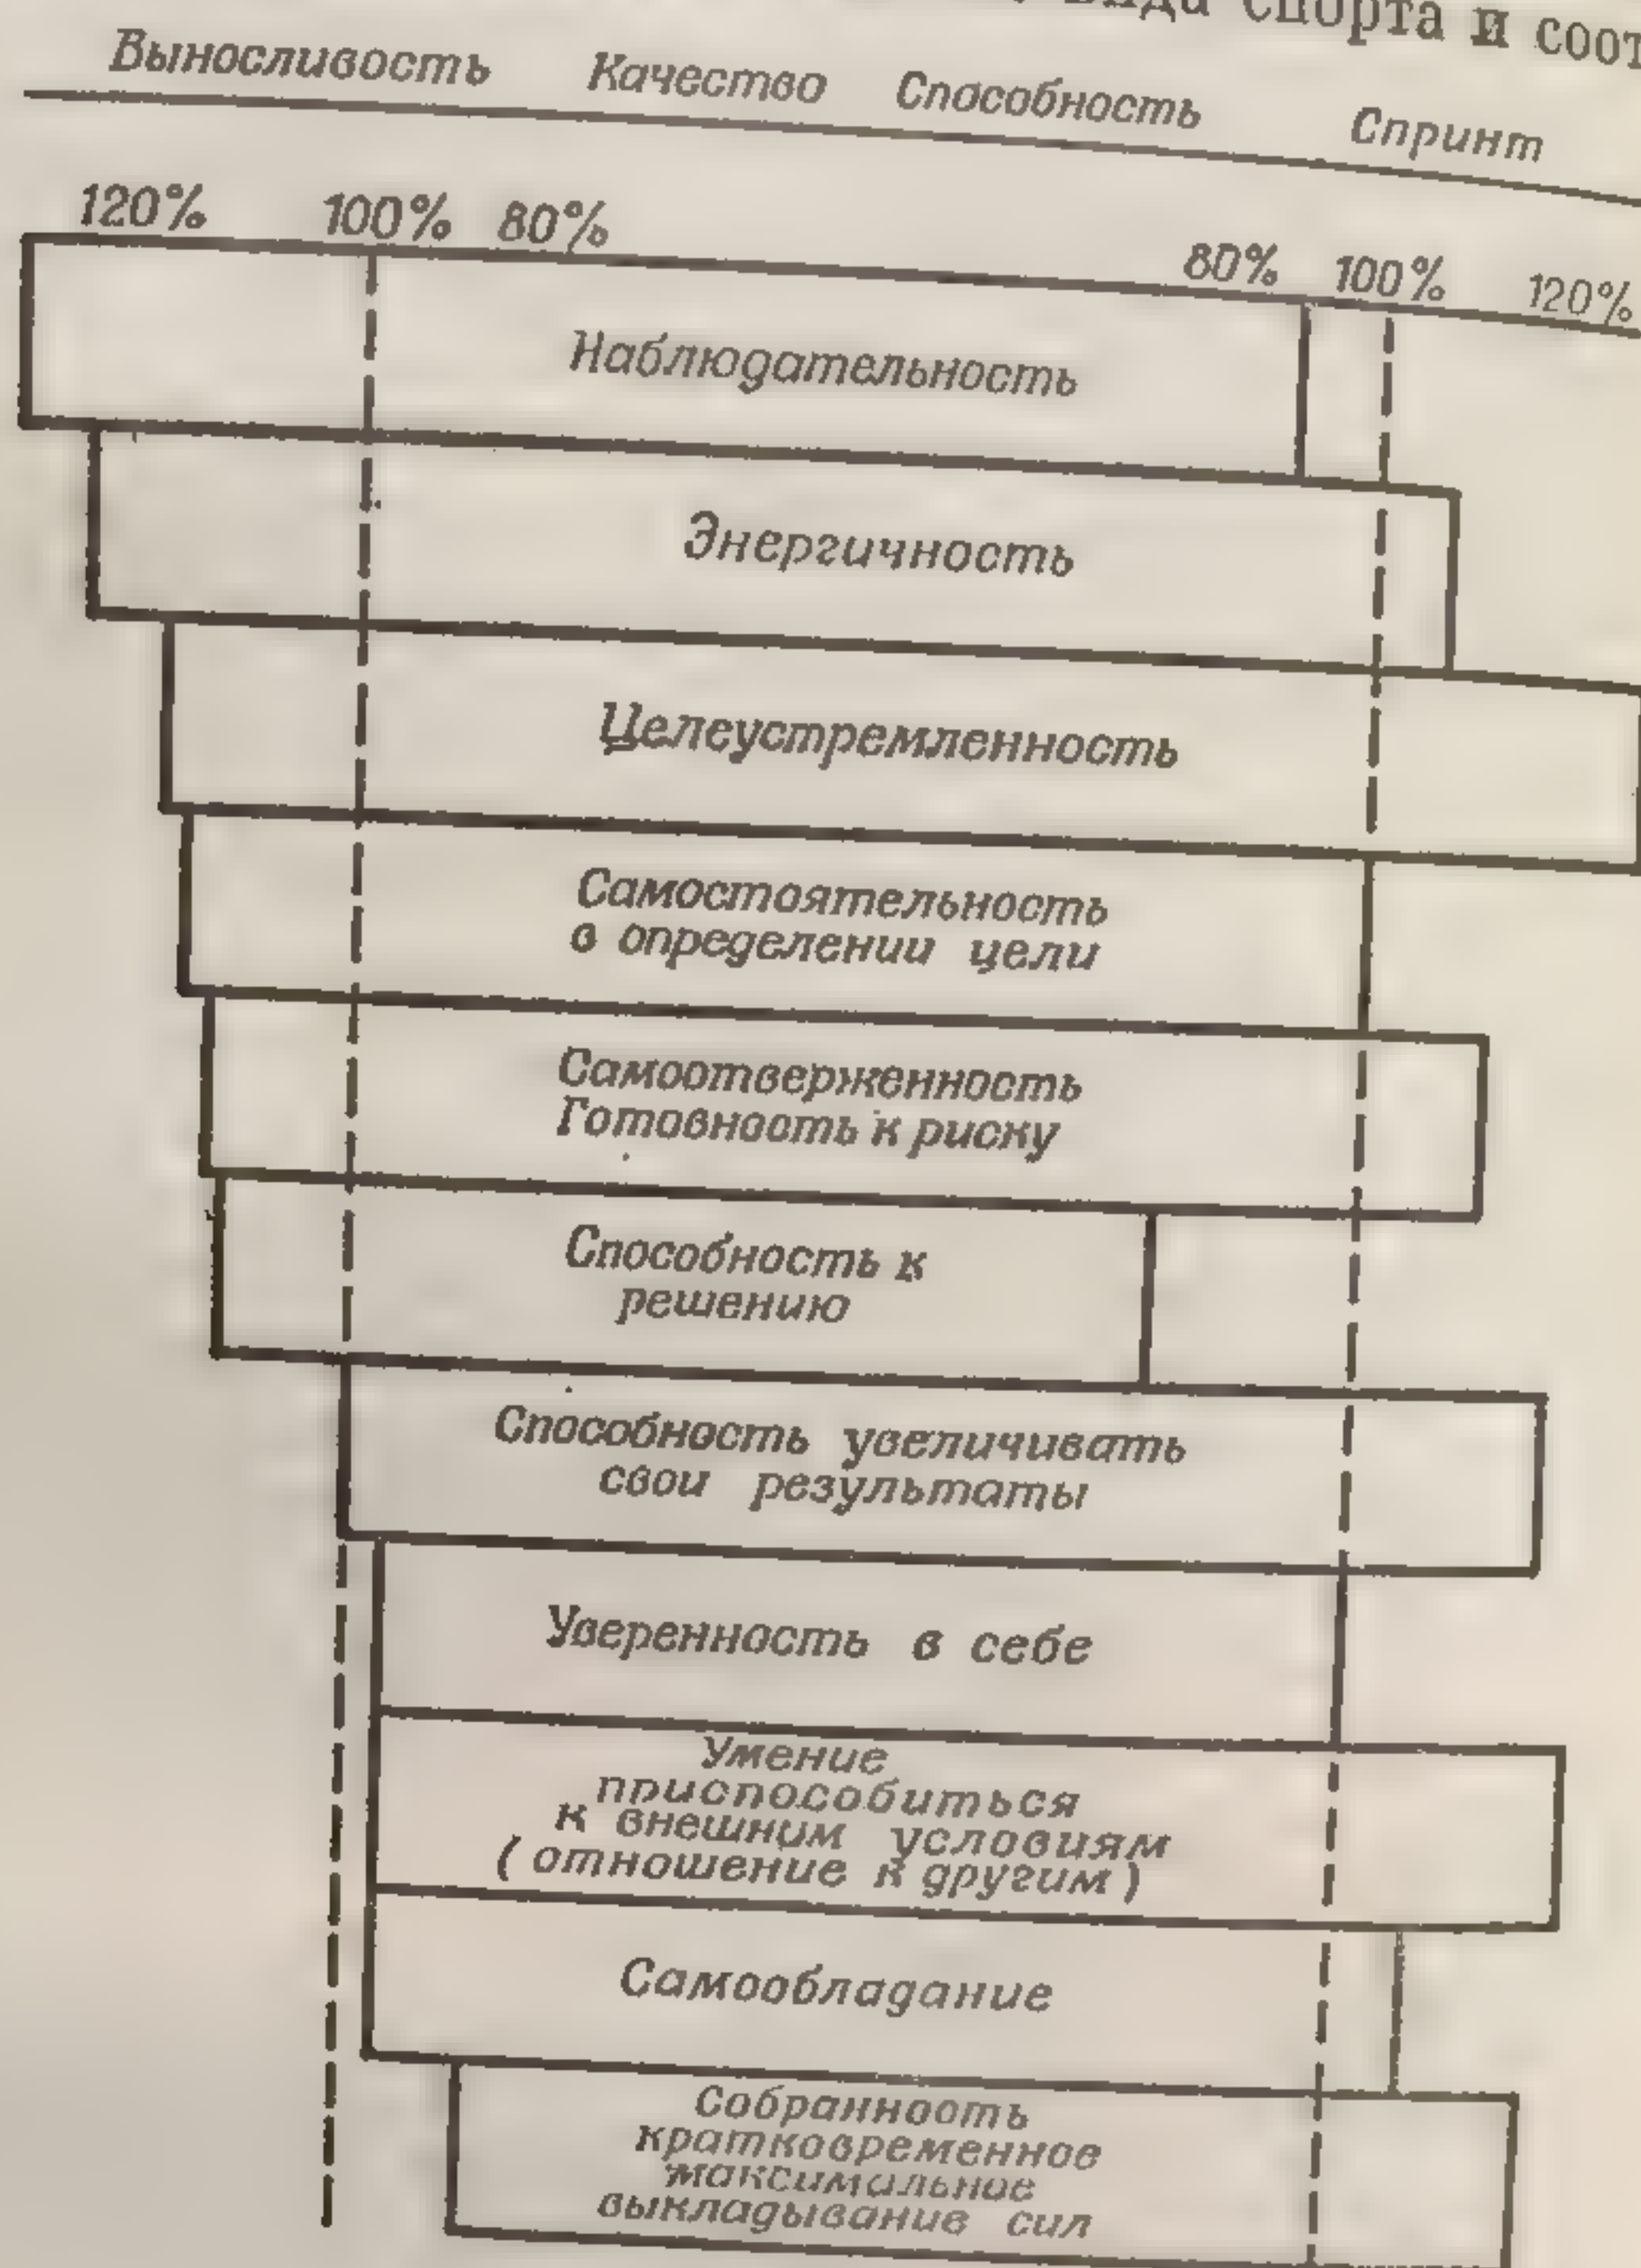 вида спорта и соот
Выносливость Качество Способность Спринт
120% 100% 80% 80% 100% 120%
Наблюдательность
Энергичность
Целеустремленность
Самостоятельность
в определении цели
Самоотверженность
Готовность к риску
Способность к
решению
Способность увеличивать
свои результаты
Уверенность в себе
Умение
приспособиться
к внешним условиям
(отношение к другим)
Самообладание
Собранность
кратковременное
максимальное
выкладывание сил